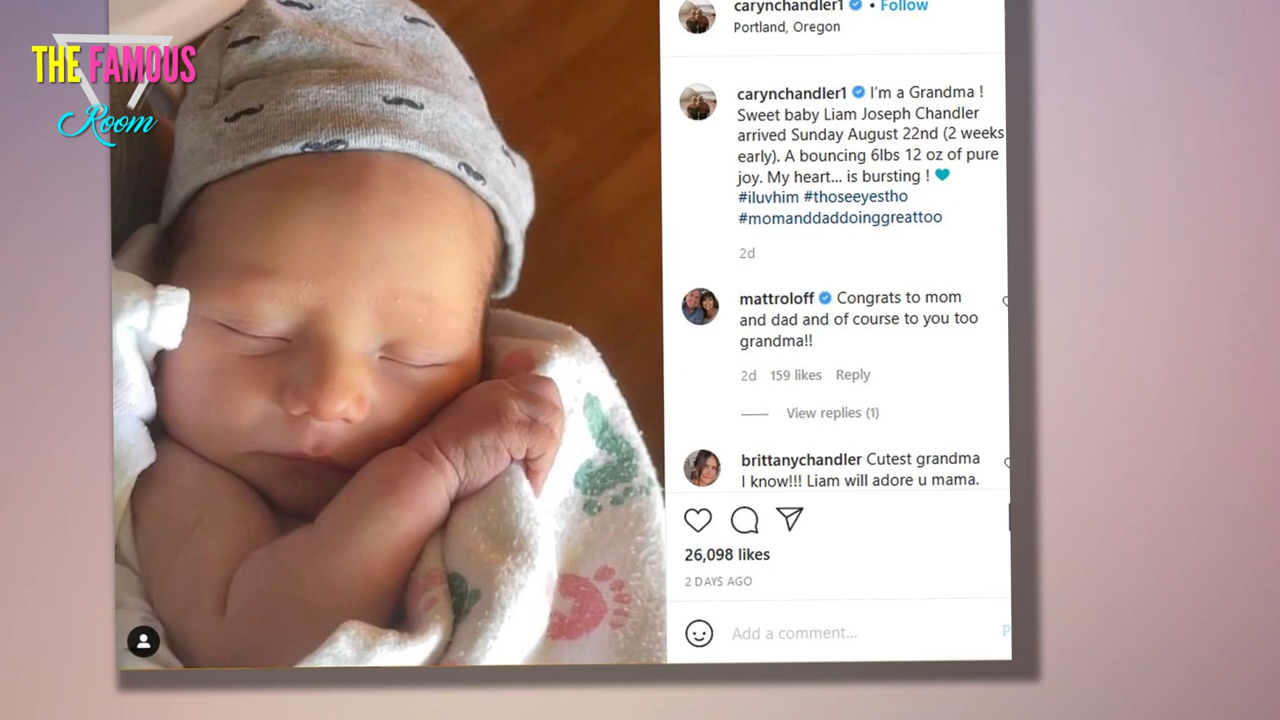 THE FAMOUS
Room
carynchandler1 • Follow
Portland, Oregon
carynchandler1 I'm a Grandma !
Sweet baby Liam Joseph Chandler
arrived Sunday August 22nd (2 weeks
early). A bouncing 6lbs 12 oz of pure
joy. My heart... is bursting !
#iluvhim #thoseeyestho
#momanddaddoinggreattoo
2d
mattroloff Congrats to mom
and dad and of course to you too
grandma!!
2d 159 likes Reply
View replies (1)
brittanychandler Cutest grandma
I know!!! Liam will adore u mama.
26,098 likes
2 DAYS AGO
Add a comment...